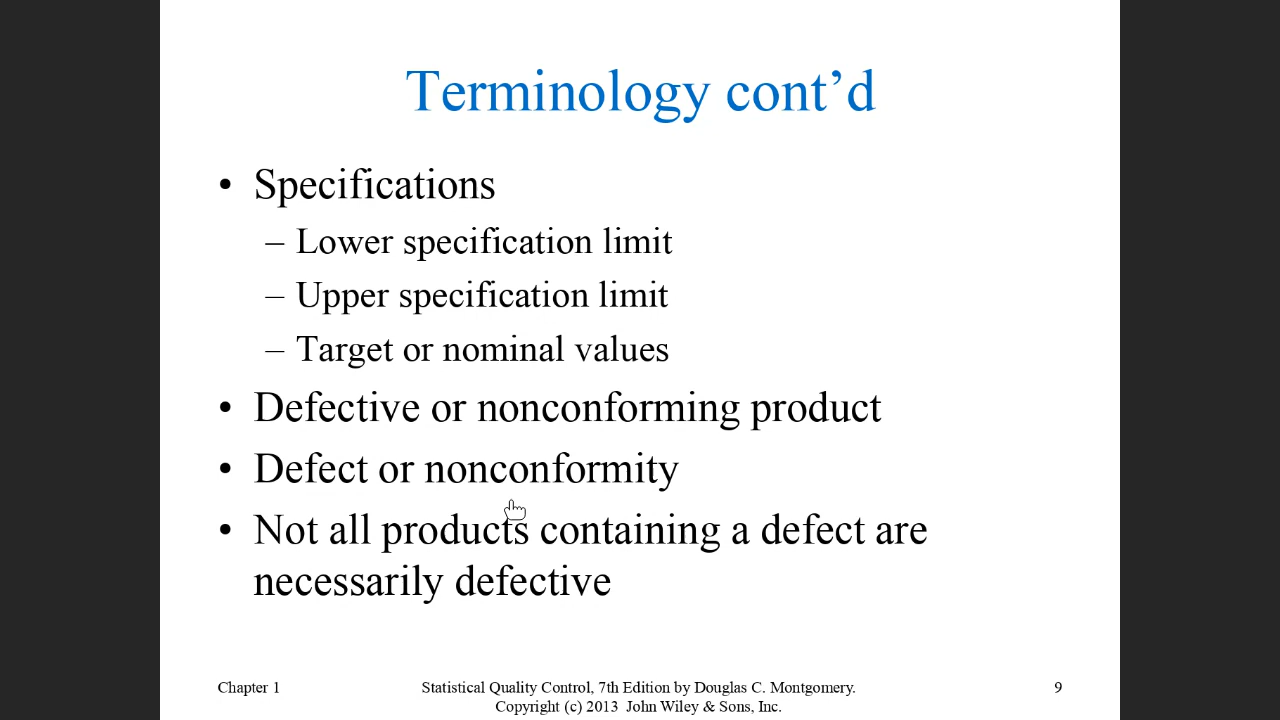 Terminology cont’d
• Specifications
– Lower specification limit
– Upper specification limit
– Target or nominal values
• Defective or nonconforming product
• Defect or nonconformity
• Not all products containing a defect are
necessarily defective
Chapter 1
Statistical Quality Control, 7th Edition by Douglas C. Montgomery.
Copyright (c) 2013 John Wiley & Sons, Inc.
9